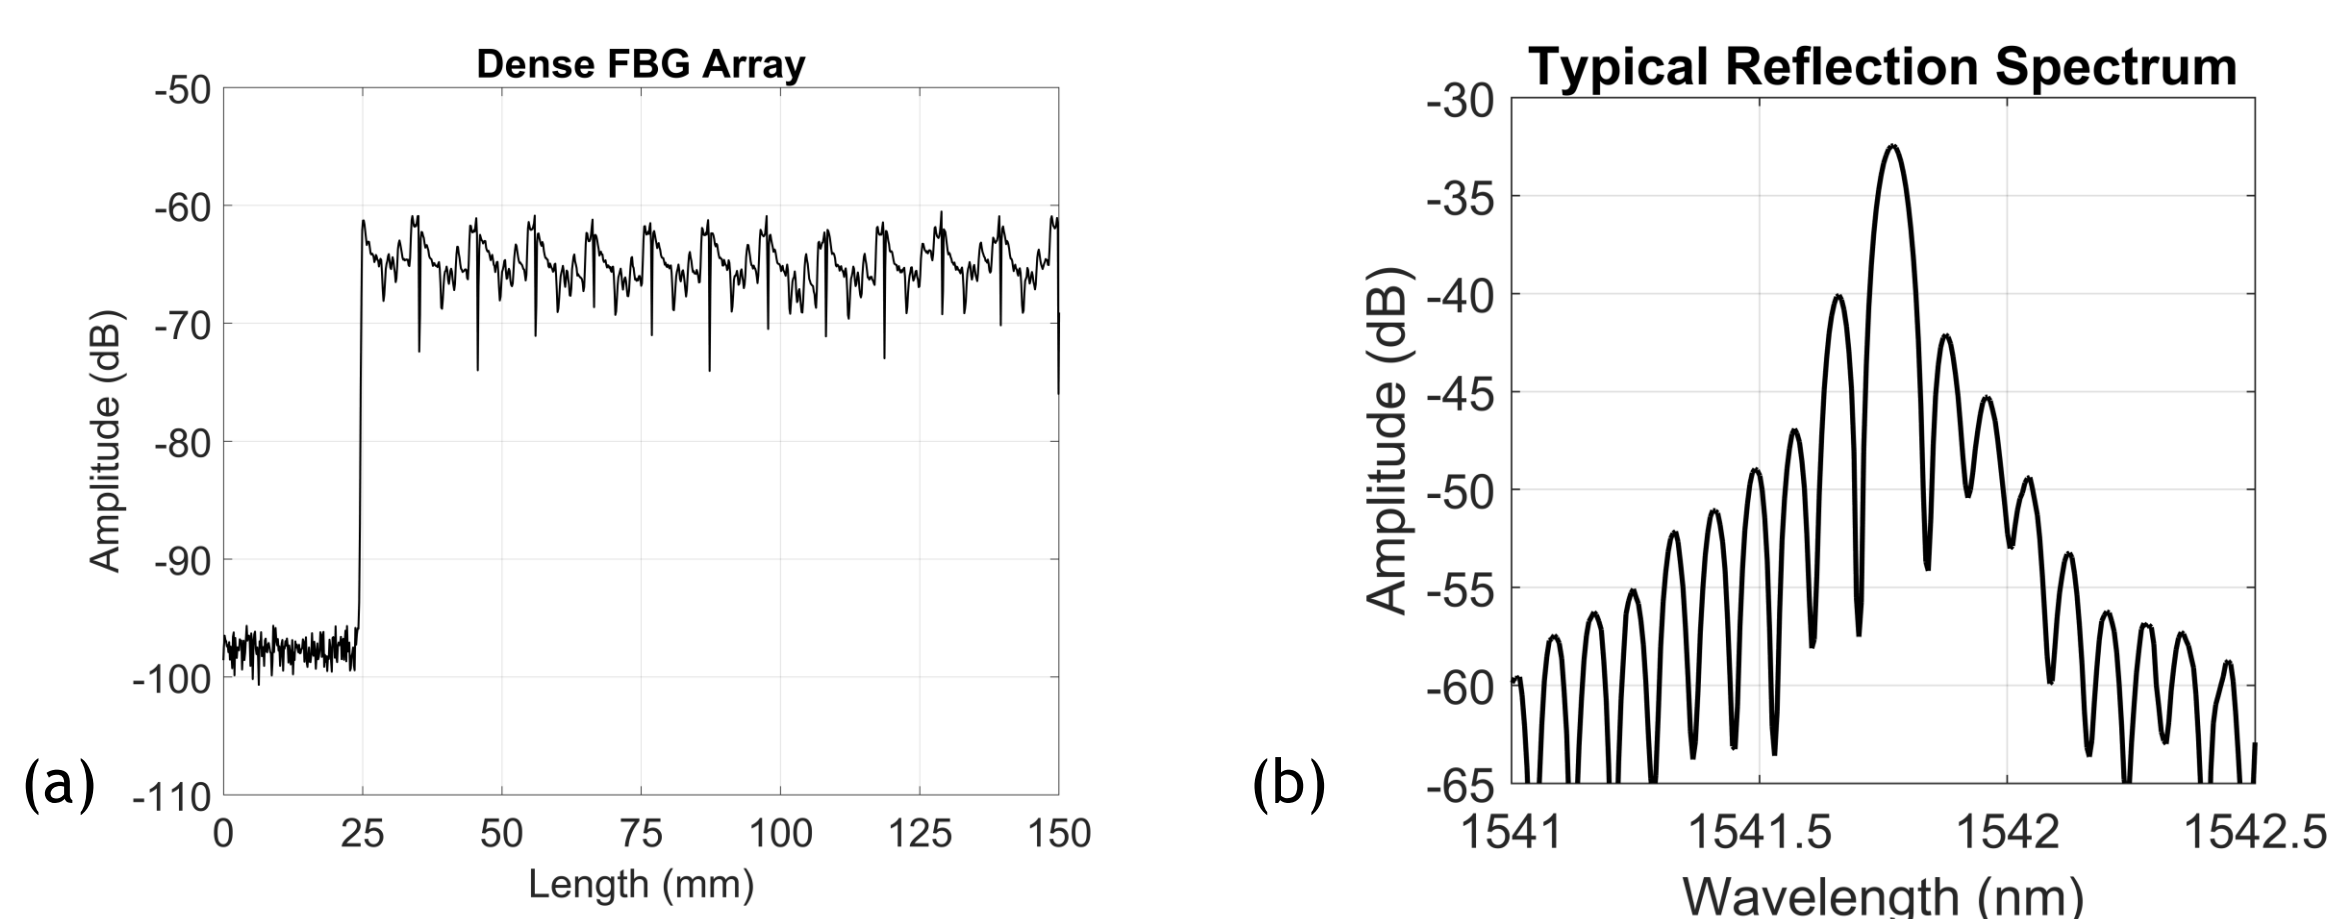 Dense FBG Array
-50
-60
-70
-80
-90
-100
-110
Amplitude (dB)
0 25 50 75 100 125 150
Length (mm)
(a)
Typical Reflection Spectrum
-30
-35
-40
-45
-50
-55
-60
-65
Amplitude (dB)
1541 1541.5 1542 1542.5
Wavelength (nm)
(b)